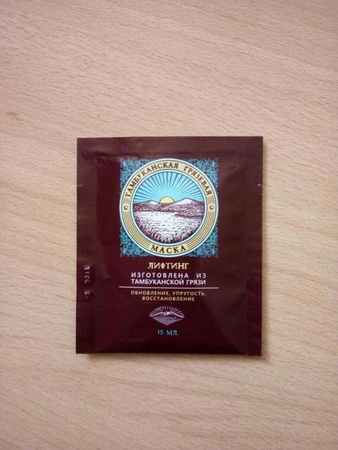 ТАМБУКАНСКАЯ ГРЯЗЕВАЯ
МАСКА
ЛИФТИНГ
ИЗГОТОВЛЕНА ИЗ
ТАМБУКАНСКОЙ ГРЯЗИ
ОБНОВЛЕНИЕ, УПРУГОСТЬ,
ВОССТАНОВЛЕНИЕ
15 МЛ